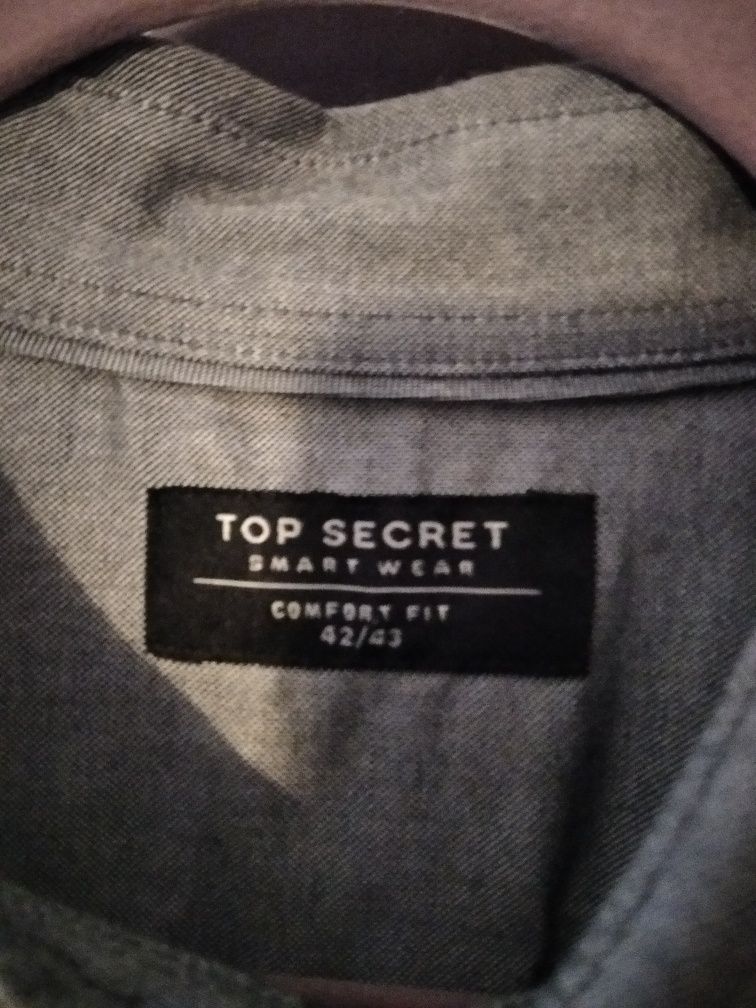 TOP SECRET
SMART WEAR
COMFORT FIT
42/43